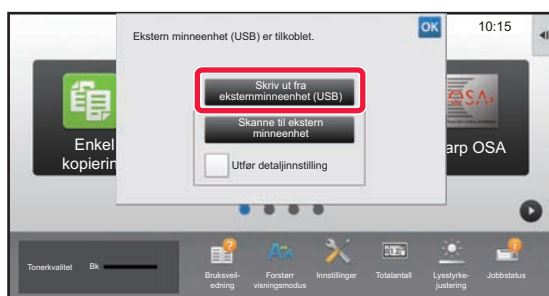 Ekstern minneenhet (USB) er tilkoblet.
OK
10:15
Skriv ut fra
eksternminneenhet (USB)
Skanne til ekstern
minneenhet
Utfør detaljinnstilling
Enkel
kopierin
arp OSA
Tonerkvalitet
Bk
Bruksveil-
edning
Forstørr
visningsmodus
Innstillinger
Totalantall
Lysstyrke-
justering
Jobbstatus